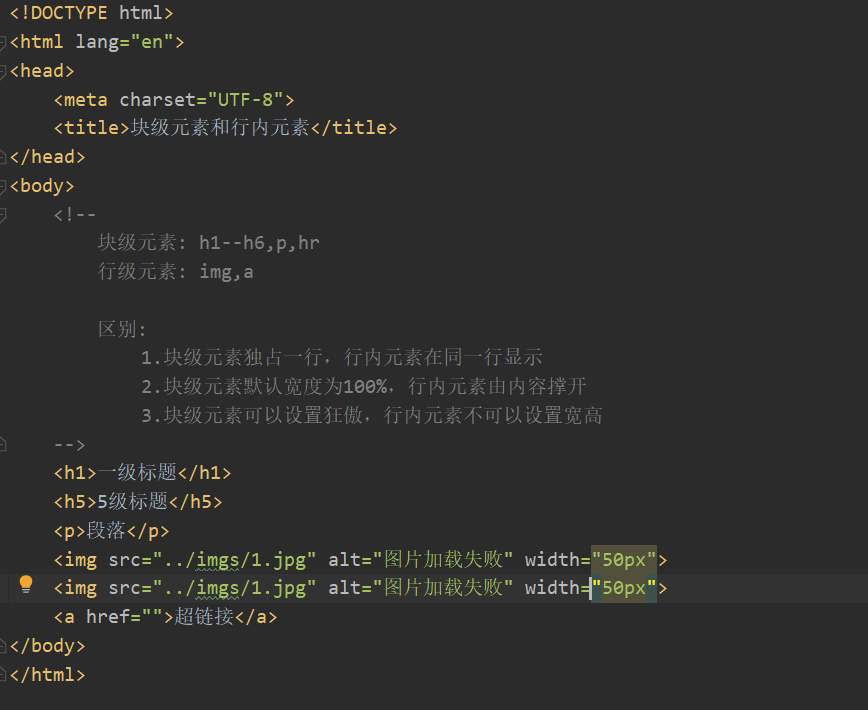 <!DOCTYPE html>
<html lang="en">
<head>
    <meta charset="UTF-8">
    <title>块级元素和行内元素</title>
</head>
<body>
    <!--
        块级元素: h1--h6,p,hr
        行级元素: img,a

        区别:
            1.块级元素独占一行，行内元素在同一行显示
            2.块级元素默认宽度为100%，行内元素由内容撑开
            3.块级元素可以设置狂傲，行内元素不可以设置宽高
    -->
    <h1>一级标题</h1>
    <h5>5级标题</h5>
    <p>段落</p>
    <img src="../imgs/1.jpg" alt="图片加载失败" width="50px">
    <img src="../imgs/1.jpg" alt="图片加载失败" width="50px">
    <a href="">超链接</a>
</body>
</html>